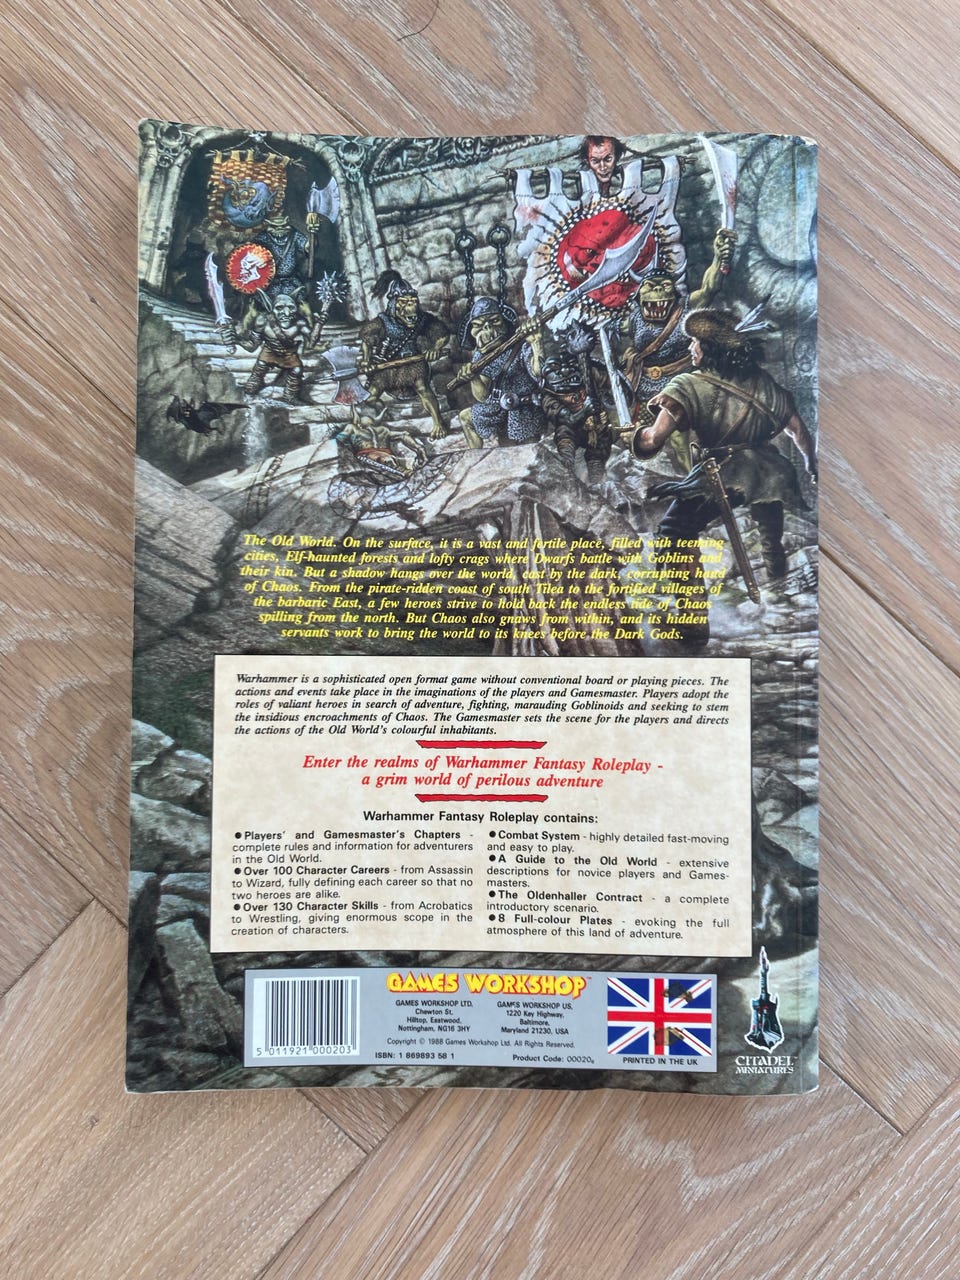 The Old World. On the surface, it is a vast and fertile place, filled with teeming
cities, Elf-haunted forests and lofty crags where Dwarfs battle with Goblins and
their kin. But a shadow hangs over the world, cast by the dark, corrupting hand
of Chaos. From the pirate-ridden coast of south Tilea to the fortified villages of
the barbaric East, a few heroes strive to hold back the endless tide of Chaos
spilling from the north. But Chaos also gnaws from within, and its hidden
servants work to bring the world to its knees before the Dark Gods.
Warhammer is a sophisticated open format game without conventional board or playing pieces. The
actions and events take place in the imaginations of the players and Gamesmaster. Players adopt the
roles of valiant heroes in search of adventure, fighting, marauding Goblinoids and seeking to stem
the insidious encroachments of Chaos. The Gamesmaster sets the scene for the players and directs
the actions of the Old World's colourful inhabitants.
Enter the realms of Warhammer Fantasy Roleplay -
a grim world of perilous adventure
Warhammer Fantasy Roleplay contains:
● Players' and Gamesmaster's Chapters -
complete rules and information for adventurers
in the Old World.
● Over 100 Character Careers - from Assassin
to Wizard, fully defining each career so that no
two heroes are alike.
● Over 130 Character Skills - from Acrobatics
to Wrestling, giving enormous scope in the
creation of characters.
● Combat System - highly detailed fast-moving
and easy to play.
● A Guide to the Old World - extensive
descriptions for novice players and Games-
masters.
● The Oldenhaller Contract - a complete
introductory scenario.
● 8 Full-colour Plates - evoking the full
atmosphere of this land of adventure.
5 011921 000203
GAMES WORKSHOP™
GAMES WORKSHOP LTD,
Chewton St.
Hilltop, Eastwood,
Nottingham, NG16 3HY
GAMES WORKSHOP US,
1220 Key Highway,
Baltimore,
Maryland 21230, USA
Copyright © 1988 Games Workshop Ltd. All Rights Reserved.
ISBN: 1 869893 58 1
Product Code: 00020
PRINTED IN THE UK
CITADEL™
MINIATURES